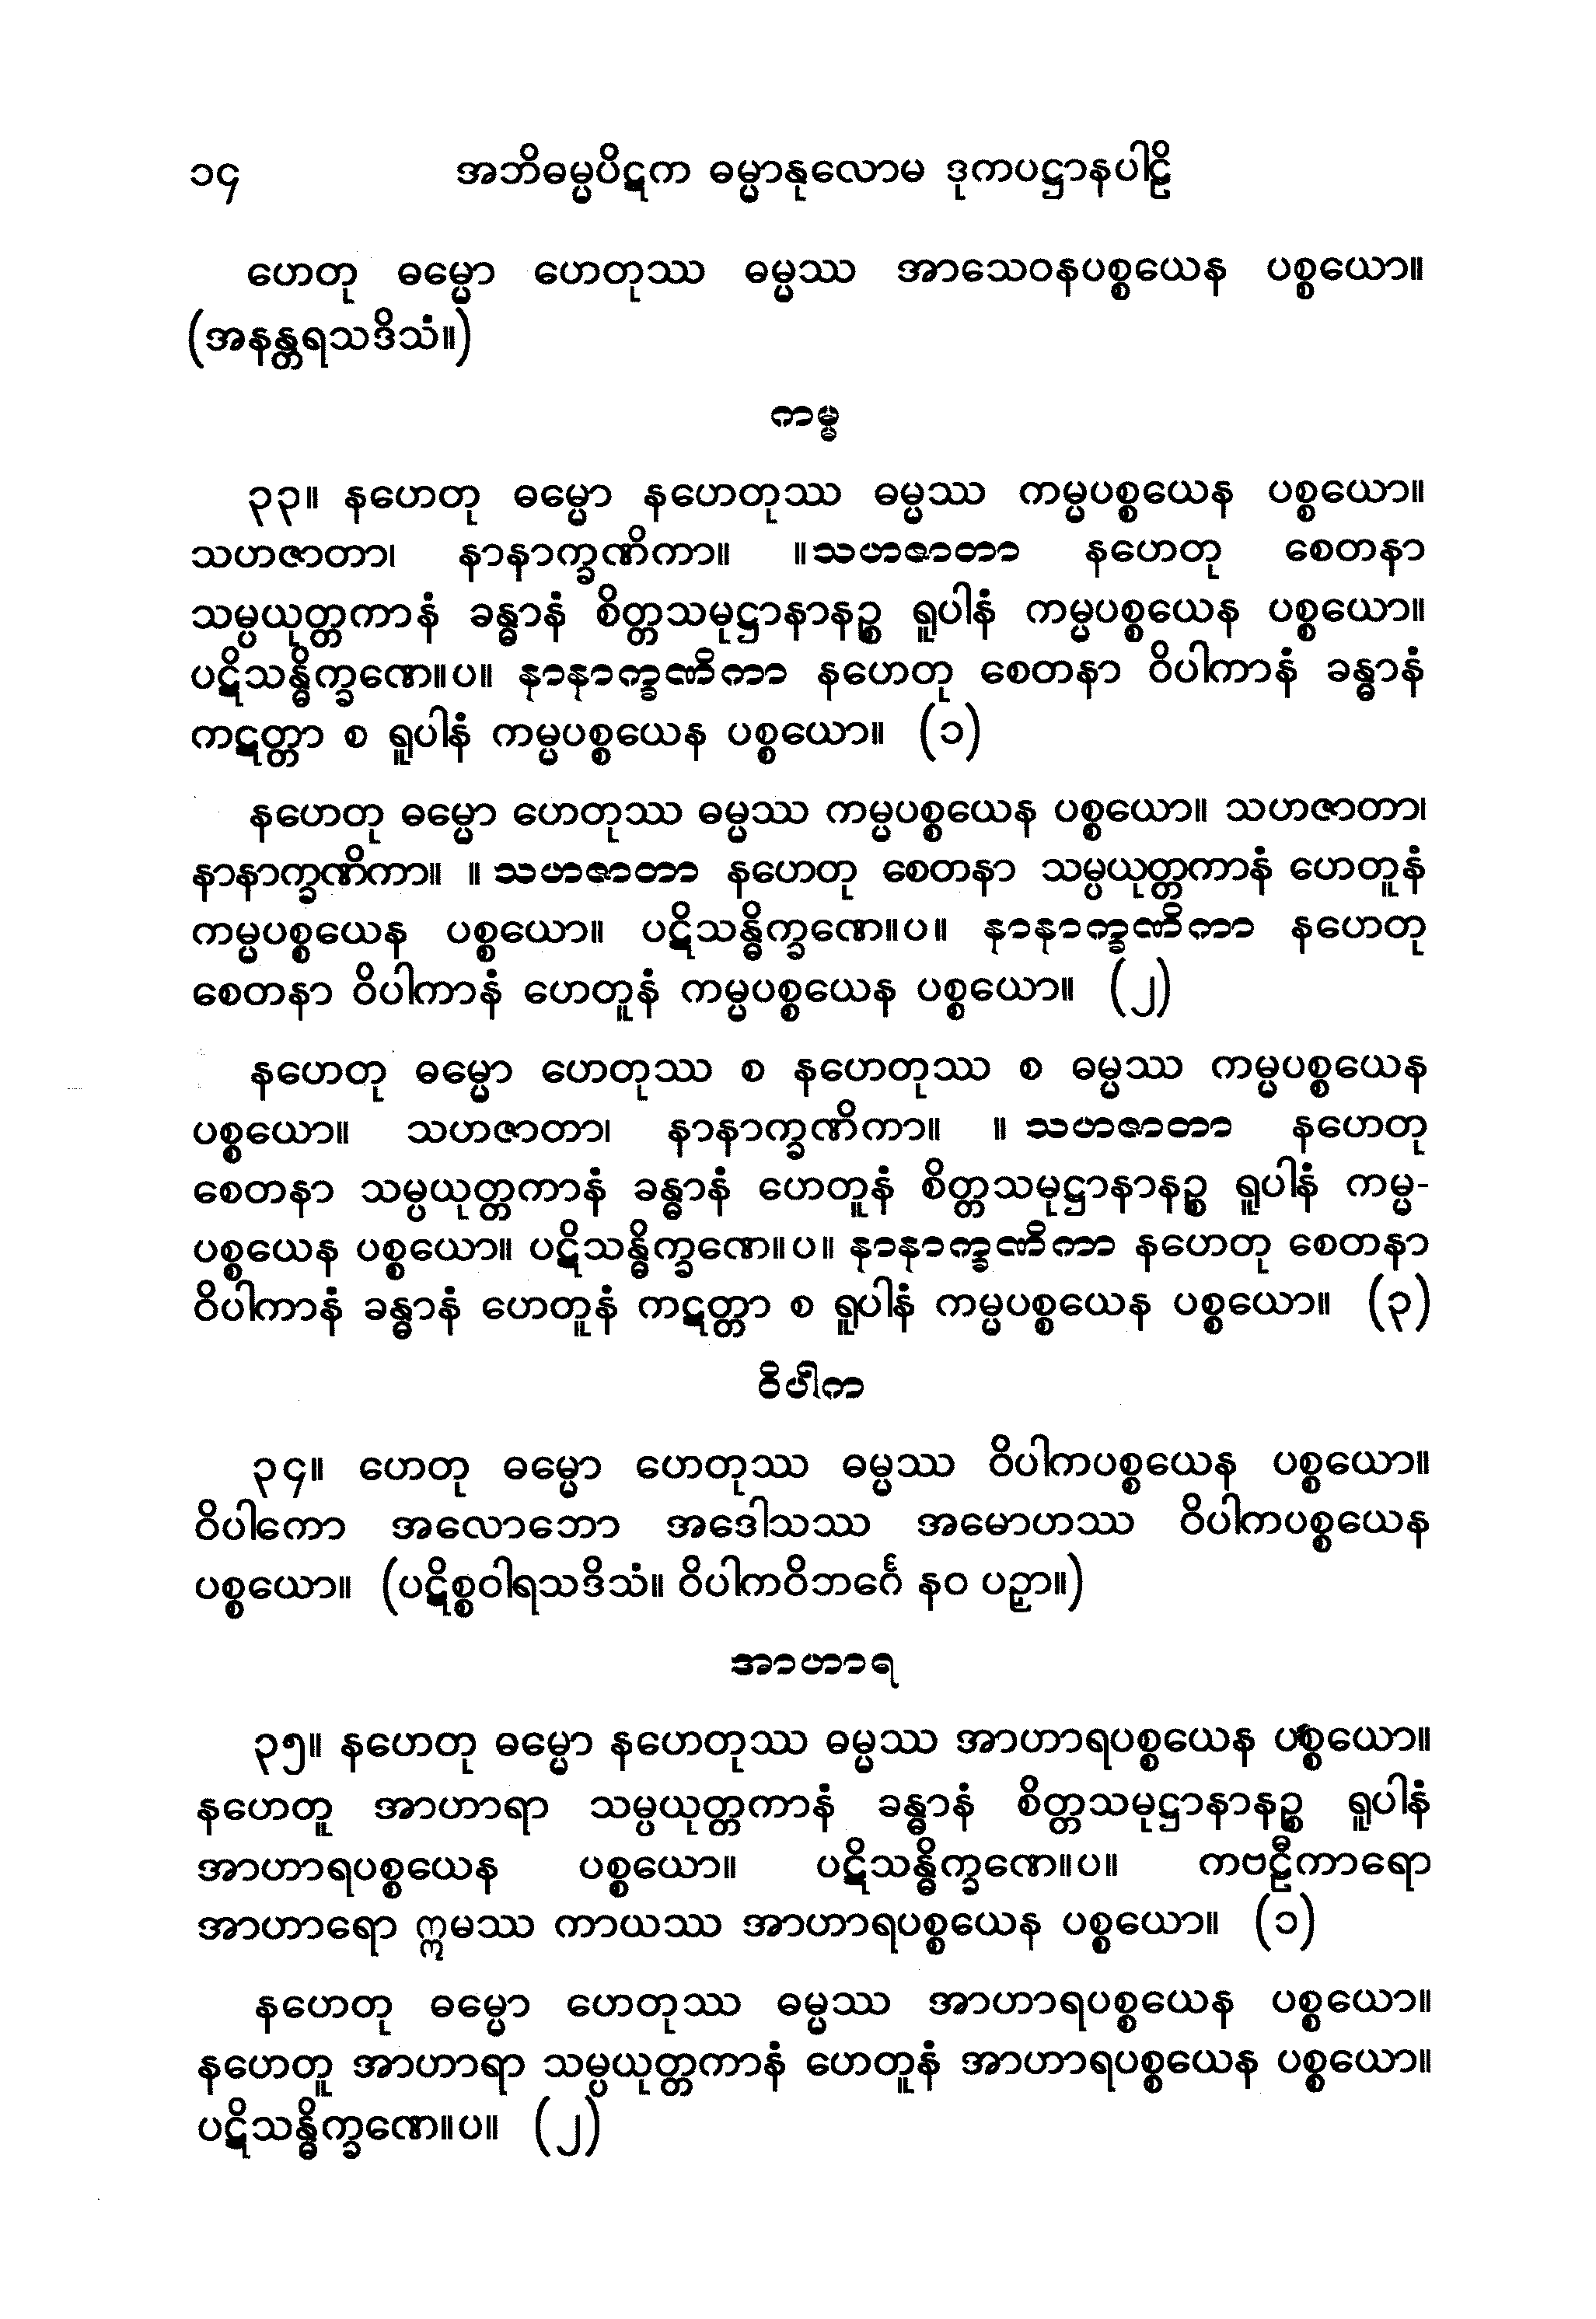 ၁၄ အဘိဓမ္မပိဋက ဓမ္မာနုလောမ ဒုကပဋ္ဌာနပါဠိ
ဟေတု ဓမ္မော ဟေတုဿ ဓမ္မဿ အာသေဝနပစ္စယေန ပစ္စယော။
(အနန္တရသဒိသံ။)
ကမ္မ
၃၃။ နဟေတု ဓမ္မော နဟေတုဿ ဓမ္မဿ ကမ္မပစ္စယေန ပစ္စယော။
သဟဇာတာ၊ နာနာက္ခဏိကာ။ ။သဟဇာတာ နဟေတု စေတနာ
သမ္ပယုတ္တကာနံ ခန္ဓာနံ စိတ္တသမုဋ္ဌာနာနဉ္စ ရူပါနံ ကမ္မပစ္စယေန ပစ္စယော။
ပဋိသန္ဓိက္ခဏေ။ပ။ နာနာက္ခဏိကာ နဟေတု စေတနာ ဝိပါကာနံ ခန္ဓာနံ
ကဋတ္တာ စ ရူပါနံ ကမ္မပစ္စယေန ပစ္စယော။ (၁)
နဟေတု ဓမ္မော ဟေတုဿ ဓမ္မဿ ကမ္မပစ္စယေန ပစ္စယော။ သဟဇာတာ၊
နာနာက္ခဏိကာ။ ။ သဟဇာတာ နဟေတု စေတနာ သမ္ပယုတ္တကာနံ ဟေတူနံ
ကမ္မပစ္စယေန ပစ္စယော။ ပဋိသန္ဓိက္ခဏေ။ပ။ နာနာက္ခဏိကာ နဟေတု
စေတနာ ဝိပါကာနံ ဟေတူနံ ကမ္မပစ္စယေန ပစ္စယော။ (၂)
နဟေတု ဓမ္မော ဟေတုဿ စ နဟေတုဿ စ ဓမ္မဿ ကမ္မပစ္စယေန
ပစ္စယော။ သဟဇာတာ၊ နာနာက္ခဏိကာ။ ။ သဟဇာတာ နဟေတု
စေတနာ သမ္ပယုတ္တကာနံ ခန္ဓာနံ ဟေတူနံ စိတ္တသမုဋ္ဌာနာနဉ္စ ရူပါနံ ကမ္မ-
ပစ္စယေန ပစ္စယော။ ပဋိသန္ဓိက္ခဏေ။ပ။ နာနာက္ခဏိကာ နဟေတု စေတနာ
ဝိပါကာနံ ခန္ဓာနံ ဟေတူနံ ကဋတ္တာ စ ရူပါနံ ကမ္မပစ္စယေန ပစ္စယော။ (၃)
ဝိပါက
၃၄။ ဟေတု ဓမ္မော ဟေတုဿ ဓမ္မဿ ဝိပါကပစ္စယေန ပစ္စယော။
ဝိပါကော အလောဘော အဒေါသဿ အမောဟဿ ဝိပါကပစ္စယေန
ပစ္စယော။ (ပဋိစ္စဝါရသဒိသံ။ ဝိပါကဝိဘင်္ဂေ နဝ ပဉှာ။)
အာဟာရ
၃၅။ နဟေတု ဓမ္မော နဟေတုဿ ဓမ္မဿ အာဟာရပစ္စယေန ပစ္စယော။
နဟေတူ အာဟာရာ သမ္ပယုတ္တကာနံ ခန္ဓာနံ စိတ္တသမုဋ္ဌာနာနဉ္စ ရူပါနံ
အာဟာရပစ္စယေန ပစ္စယော။ ပဋိသန္ဓိက္ခဏေ။ပ။ ကဗဠီကာရော
အာဟာရော ဣမဿ ကာယဿ အာဟာရပစ္စယေန ပစ္စယော။ (၁)
နဟေတု ဓမ္မော ဟေတုဿ ဓမ္မဿ အာဟာရပစ္စယေန ပစ္စယော။
နဟေတူ အာဟာရာ သမ္ပယုတ္တကာနံ ဟေတူနံ အာဟာရပစ္စယေန ပစ္စယော။
ပဋိသန္ဓိက္ခဏေ။ပ။ (၂)